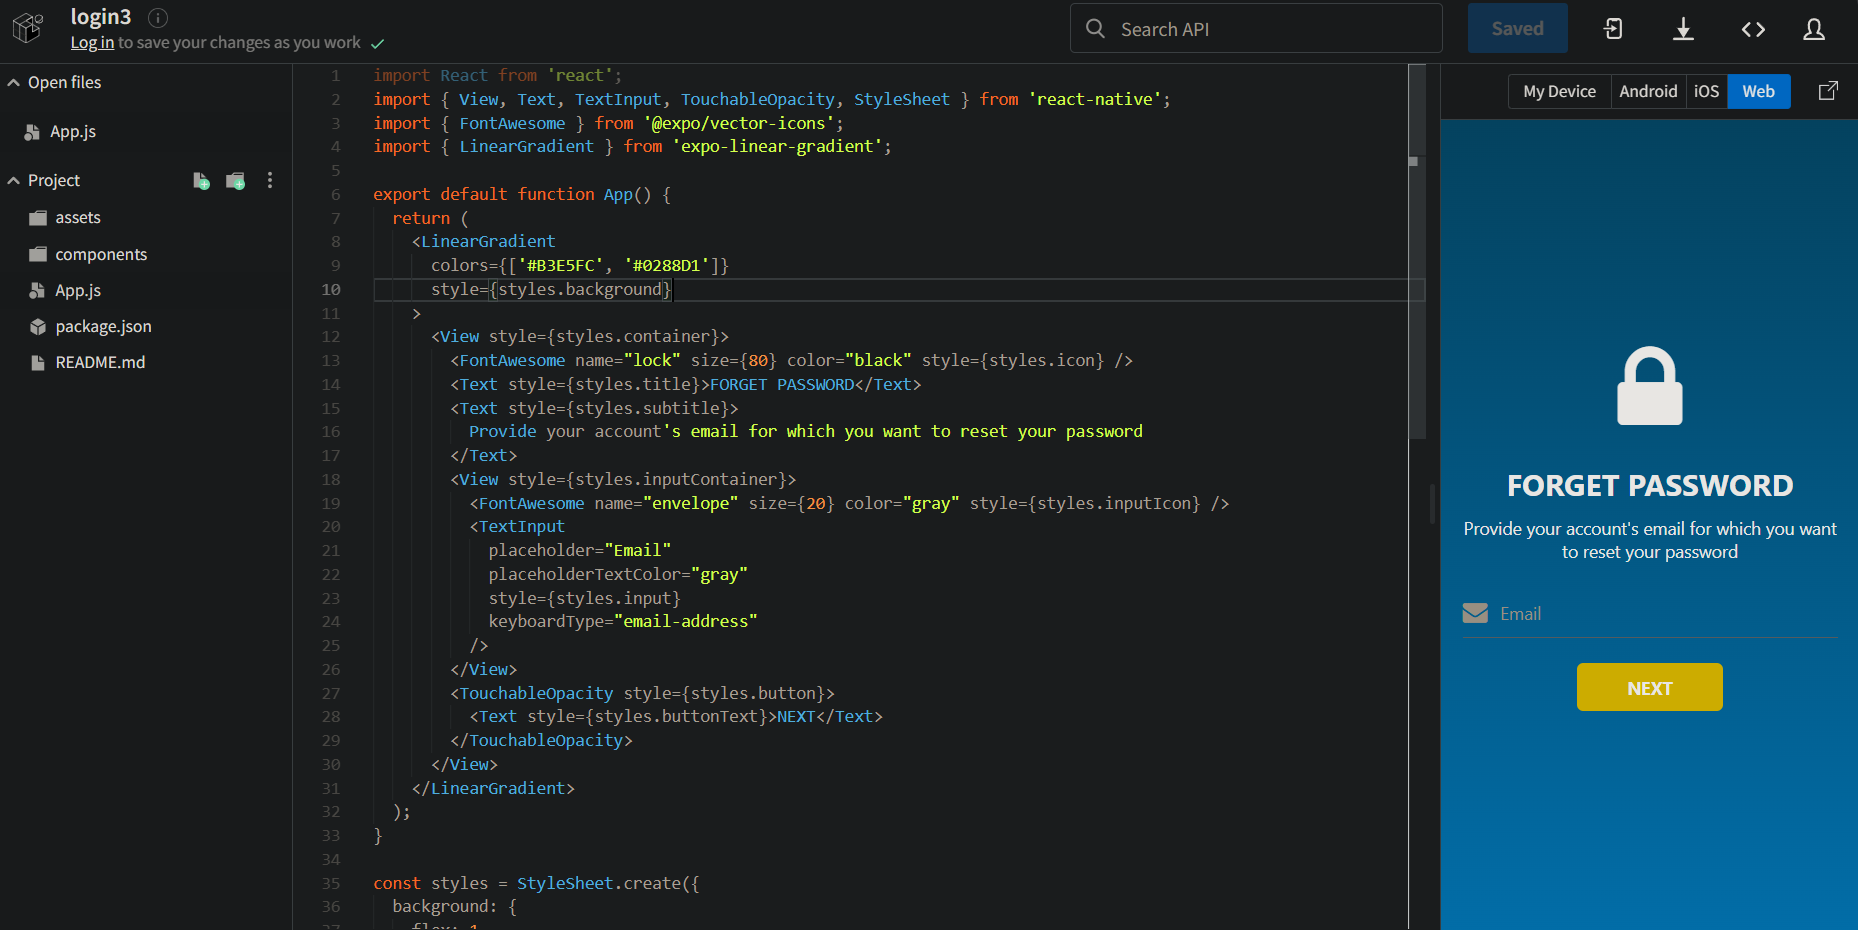 login3
Log in to save your changes as you work
Search API
Saved
Open files
App.js
Project
assets
components
App.js
package.json
README.md
1 import React from 'react';
2 import { View, Text, TextInput, TouchableOpacity, StyleSheet } from 'react-native';
3 import { FontAwesome } from '@expo/vector-icons';
4 import { LinearGradient } from 'expo-linear-gradient';
5
6 export default function App() {
7 return (
8 <LinearGradient
9 colors={['#B3E5FC', '#0288D1']}
10 style={styles.background}
11 >
12 <View style={styles.container}>
13 <FontAwesome name="lock" size={80} color="black" style={styles.icon} />
14 <Text style={styles.title}>FORGET PASSWORD</Text>
15 <Text style={styles.subtitle}>
16 Provide your account's email for which you want to reset your password
17 </Text>
18 <View style={styles.inputContainer}>
19 <FontAwesome name="envelope" size={20} color="gray" style={styles.inputIcon} />
20 <TextInput
21 placeholder="Email"
22 placeholderTextColor="gray"
23 style={styles.input}
24 keyboardType="email-address"
25 />
26 </View>
27 <TouchableOpacity style={styles.button}>
28 <Text style={styles.buttonText}>NEXT</Text>
29 </TouchableOpacity>
30 </View>
31 </LinearGradient>
32 );
33 }
34
35 const styles = StyleSheet.create({
36 background: {
37 flex: 1
My Device
Android
iOS
Web
FORGET PASSWORD
Provide your account's email for which you want
to reset your password
Email
NEXT